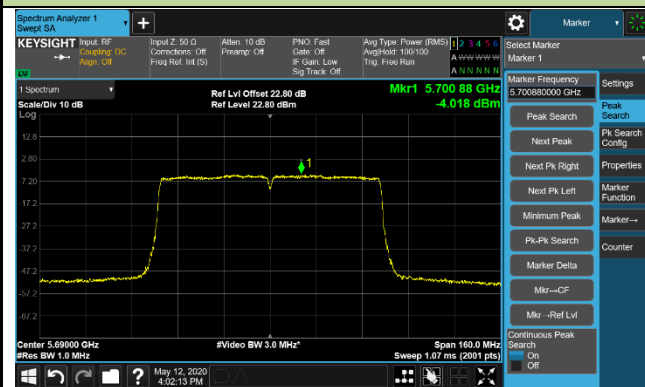 Spectrum Analyzer 1
Swept SA
Marker
KEYSIGHT
Input: RF
Coupling: DC
Align: Off
Input Z: 50 Ω
Corrections: Off
Freq Ref: Int (S)
Atten: 10 dB
Preamp: Off
PNO: Fast
Gate: Off
IF Gain: Low
Sig Track: Off
Avg Type: Power (RMS)
Avg|Hold: 100/100
Trig: Free Run
1 2 3 4 5 6
A W W W W W
A N N N N N
Select Marker
Marker 1
1 Spectrum
Scale/Div 10 dB
Log
Ref Lvl Offset 22.80 dB
Ref Level 22.80 dBm
Mkr1 5.700 88 GHz
-4.018 dBm
12.8
2.80
-7.20
-17.2
-27.2
-37.2
-47.2
-57.2
-67.2
1
Center 5.69000 GHz
#Res BW 1.0 MHz
#Video BW 3.0 MHz*
Span 160.0 MHz
Sweep 1.07 ms (2001 pts)
Marker Frequency
5.700880000 GHz
Peak Search
Next Peak
Next Pk Right
Next Pk Left
Minimum Peak
Pk-Pk Search
Marker Delta
Mkr→CF
Mkr→Ref Lvl
Continuous Peak
Search
On
Off
Settings
Peak
Search
Pk Search
Config
Properties
Marker
Function
Marker→
Counter
May 12, 2020
4:02:13 PM